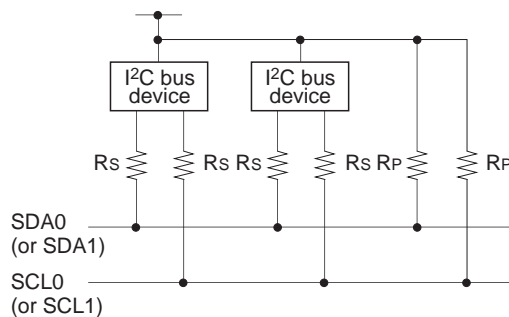 I²C bus device
I²C bus device
Rs Rs Rs Rs RP RP
SDA0
(or SDA1)
SCL0
(or SCL1)